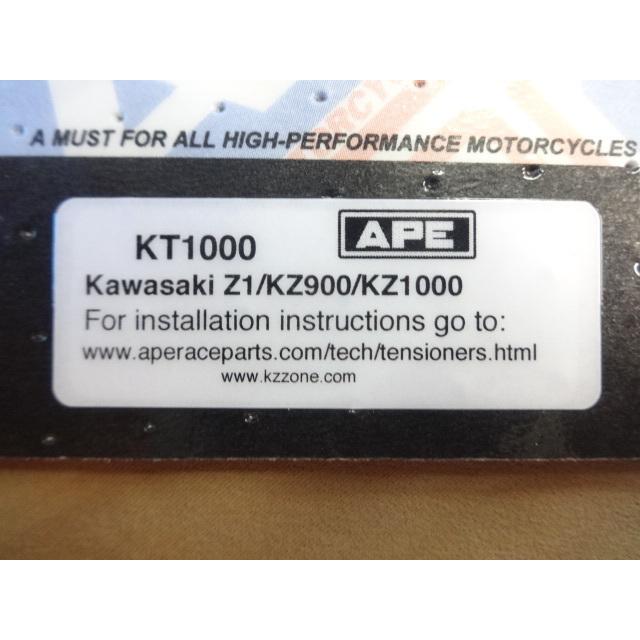 MOTORCYCLE
A MUST FOR ALL HIGH-PERFORMANCE MOTORCYCLES
KT1000
APE
Kawasaki Z1/KZ900/KZ1000
For installation instructions go to:
www.aperaceparts.com/tech/tensioners.html
www.kzzone.com